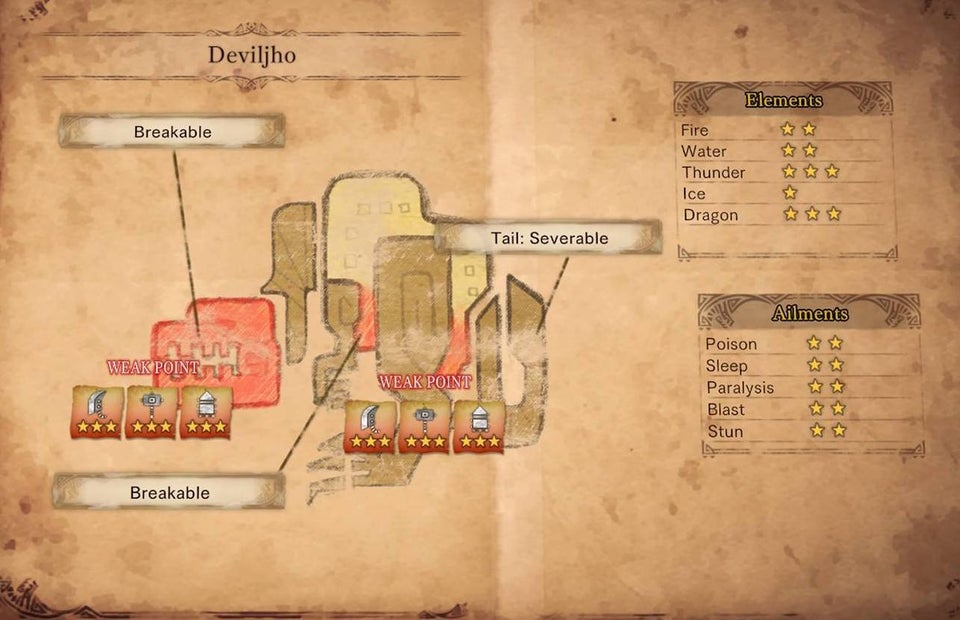 Deviljho
Breakable
Tail: Severable
WEAK POINT
WEAK POINT
Breakable
Elements
Fire
Water
Thunder
Ice
Dragon
Ailments
Poison
Sleep
Paralysis
Blast
Stun